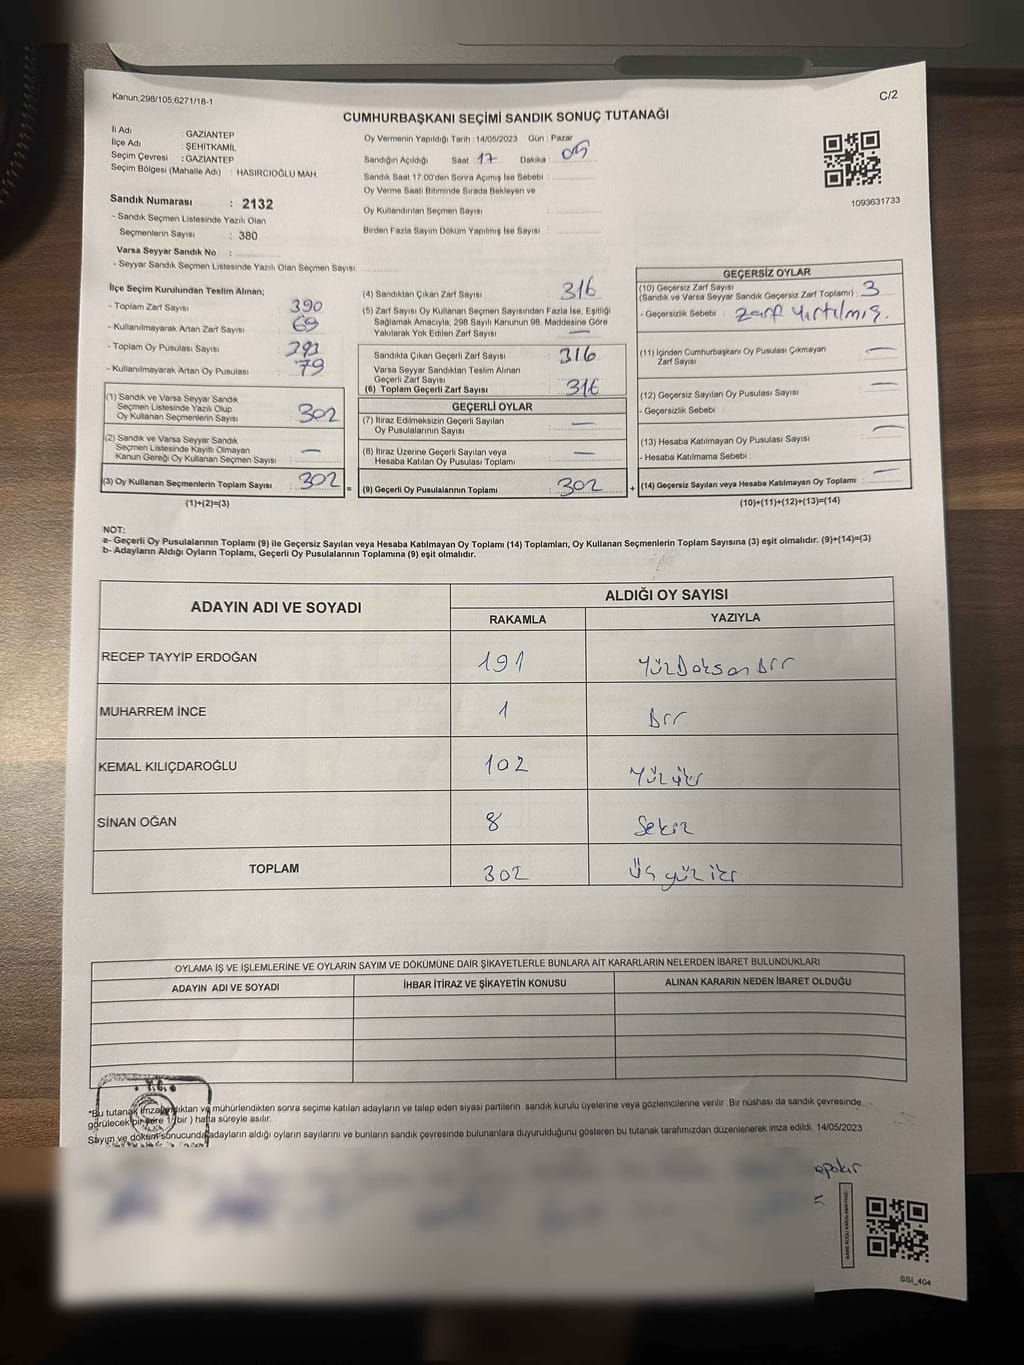 Kanun,298/105,6271/18-1
C/2
CUMHURBAŞKANI SEÇİMİ SANDIK SONUÇ TUTANAĞI
İl Adı : GAZİANTEP
İlçe Adı : ŞEHİTKAMİL
Seçim Çevresi : GAZİANTEP
Seçim Bölgesi (Mahalle Adı) : HASIRCIOĞLU MAH.
Sandık Numarası : 2132
- Sandık Seçmen Listesinde Yazılı Olan
Seçmenlerin Sayısı : 380
Varsa Seyyar Sandık No :
- Seyyar Sandık Seçmen Listesinde Yazılı Olan Seçmen Sayısı:
Oy Vermenin Yapıldığı Tarih : 14/05/2023 Gün : Pazar
Sandığın Açıldığı Saat : 17 Dakika : 05
Sandık Saat 17.00'den Sonra Açımış İse Sebebi :
Oy Verme Saati Bitiminde Sırada Bekleyen ve
Oy Kullandırılan Seçmen Sayısı :
Birden Fazla Sayım Döküm Yapılmış İse Sayısı :
1093631733
İlçe Seçim Kurulundan Teslim Alınan;
- Toplam Zarf Sayısı : 390
- Kullanılmayarak Artan Zarf Sayısı : 69
- Toplam Oy Pusulası Sayısı : 391
- Kullanılmayarak Artan Oy Pusulası : 79
(1) Sandık ve Varsa Seyyar Sandık
Seçmen Listesinde Yazılı Olup
Oy Kullanan Seçmenlerin Sayısı : 302
(2) Sandık ve Varsa Seyyar Sandık
Seçmen Listesinde Kayıtlı Olmayan
Kanun Gereği Oy Kullanan Seçmen Sayısı : —
(3) Oy Kullanan Seçmenlerin Toplam Sayısı : 302 =
(1)+(2)=(3)
(4) Sandıktan Çıkan Zarf Sayısı : 316
(5) Zarf Sayısı Oy Kullanan Seçmen Sayısından Fazla İse, Eşitliği
Sağlamak Amacıyla, 298 Sayılı Kanunun 98. Maddesine Göre
Yakılarak Yok Edilen Zarf Sayısı : —
Sandıkta Çıkan Geçerli Zarf Sayısı : 316
Varsa Seyyar Sandıktan Teslim Alınan
Geçerli Zarf Sayısı :
(6) Toplam Geçerli Zarf Sayısı : 316
GEÇERLİ OYLAR
(7) İtiraz Edilmeksizin Geçerli Sayılan
Oy Pusulalarının Sayısı : —
(8) İtiraz Üzerine Geçerli Sayılan veya
Hesaba Katılan Oy Pusulası Toplamı : —
(9) Geçerli Oy Pusulalarının Toplamı : 302 +
GEÇERSİZ OYLAR
(10) Geçersiz Zarf Sayısı
(Sandık ve Varsa Seyyar Sandık Geçersiz Zarf Toplamı) : 3
- Geçersizlik Sebebi : zarf yırtılmış.
(11) İçinden Cumhurbaşkanı Oy Pusulası Çıkmayan
Zarf Sayısı : —
(12) Geçersiz Sayılan Oy Pusulası Sayısı : —
- Geçersizlik Sebebi :
(13) Hesaba Katılmayan Oy Pusulası Sayısı : —
- Hesaba Katılmama Sebebi :
(14) Geçersiz Sayılan veya Hesaba Katılmayan Oy Toplamı : —
(10)+(11)+(12)+(13)=(14)
NOT:
a- Geçerli Oy Pusulalarının Toplamı (9) ile Geçersiz Sayılan veya Hesaba Katılmayan Oy Toplamı (14) Toplamları, Oy Kullanan Seçmenlerin Toplam Sayısına (3) eşit olmalıdır. (9)+(14)=(3)
b- Adayların Aldığı Oyların Toplamı, Geçerli Oy Pusulalarının Toplamına (9) eşit olmalıdır.
ADAYIN ADI VE SOYADI
ALDIĞI OY SAYISI
RAKAMLA YAZIYLA
RECEP TAYYİP ERDOĞAN 191 YüzDoksan bir
MUHARREM İNCE 1 bir
KEMAL KILIÇDAROĞLU 102 Yüz iki
SİNAN OĞAN 8 Sekiz
TOPLAM 302 Üç yüz iki
OYLAMA İŞ VE İŞLEMLERİNE VE OYLARIN SAYIM VE DÖKÜMÜNE DAİR ŞİKAYETLERLE BUNLARA AİT KARARLARIN NELERDEN İBARET BULUNDUKLARI
ADAYIN ADI VE SOYADI İHBAR İTİRAZ VE ŞİKAYETİN KONUSU ALINAN KARARIN NEDEN İBARET OLDUĞU
*Bu tutanak imzalandıktan ve mühürlendikten sonra seçime katılan adayların ve talep eden siyasi partilerin sandık kurulu üyelerine veya gözlemcilerine verilir. Bir nüshası da sandık çevresinde
görülecek bir yere 1 (bir) hafta süreyle asılır.
Sayım ve döküm sonucunda adayların aldığı oyların sayılarını ve bunların sandık çevresinde bulunanlara duyurulduğunu gösteren bu tutanak tarafımızdan düzenlenerek imza edildi. 14/05/2023
SSI_404